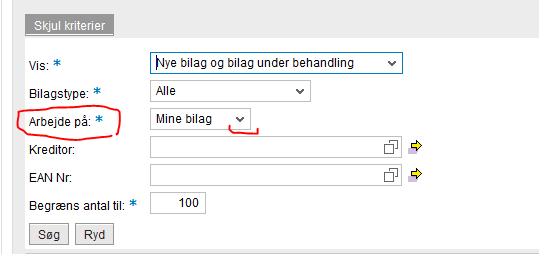 Skjul kriterier
Vis: * Nye bilag og bilag under behandling
Bilagstype: * Alle
Arbejde på: * Mine bilag
Kreditor:
EAN Nr:
Begræns antal til: * 100
Søg Ryd